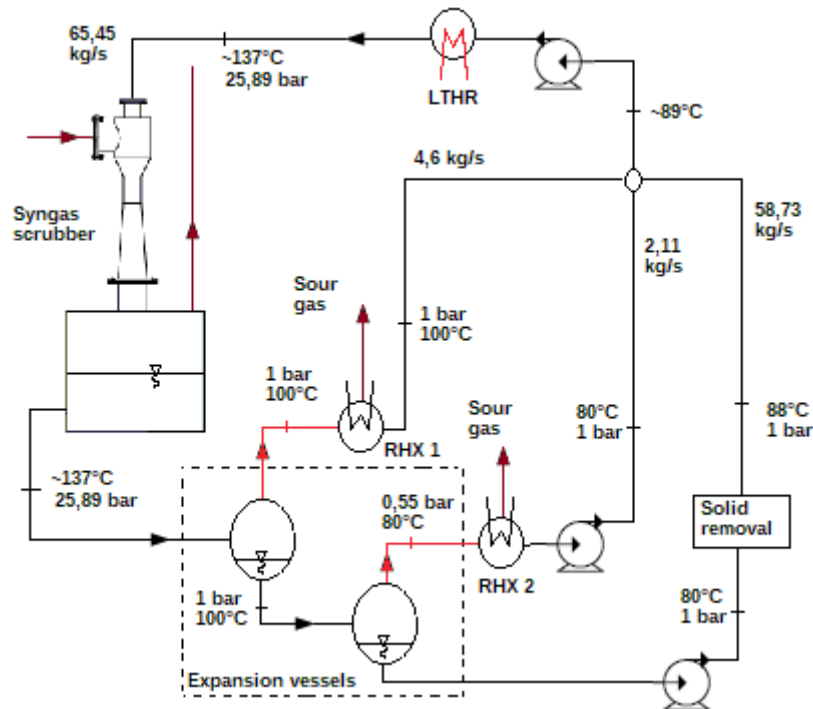 65,45
kg/s
~137°C
25,89 bar
LTHR
~89°C
4,6 kg/s
Syngas
scrubber
58,73
kg/s
2,11
kg/s
Sour
gas
1 bar
100°C
1 bar
100°C
Sour
gas
80°C
1 bar
88°C
1 bar
RHX 1
~137°C
25,89 bar
0,55 bar
80°C
Solid
removal
RHX 2
1 bar
100°C
80°C
1 bar
Expansion vessels